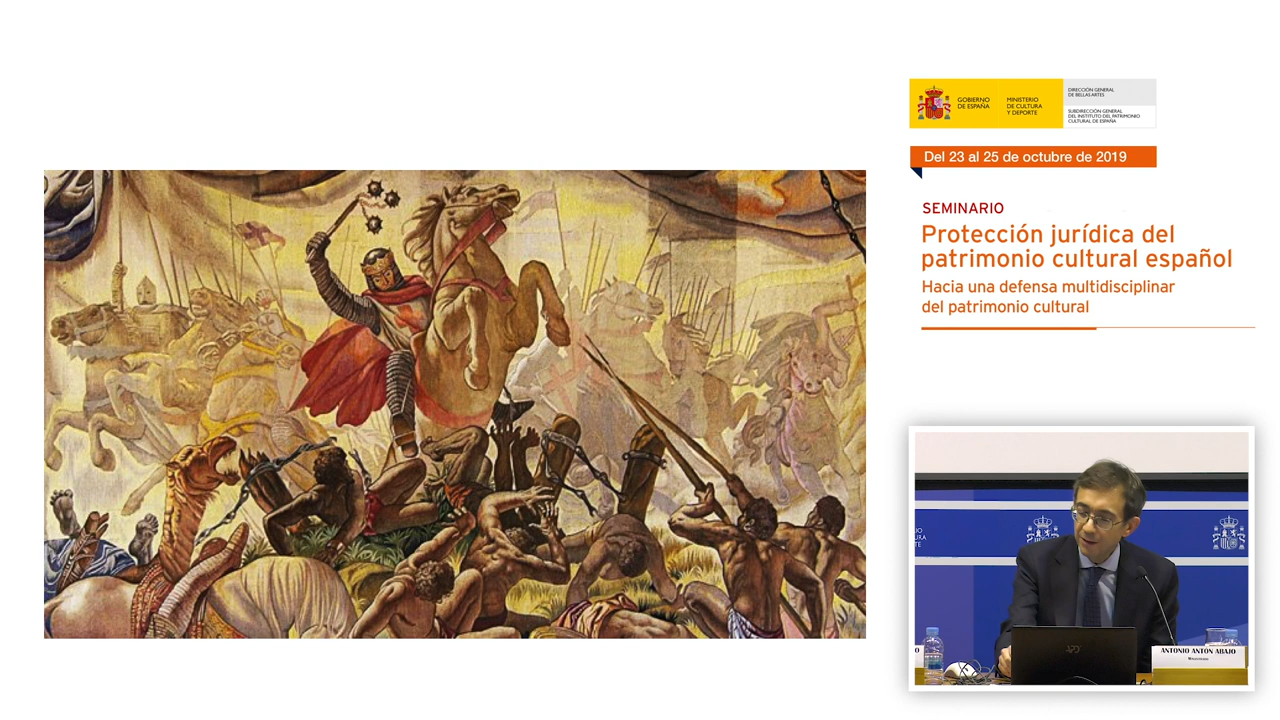 GOBIERNO
DE ESPAÑA
MINISTERIO
DE CULTURA
Y DEPORTE
DIRECCIÓN GENERAL
DE BELLAS ARTES
SUBDIRECCIÓN GENERAL
DEL INSTITUTO DEL PATRIMONIO
CULTURAL DE ESPAÑA
Del 23 al 25 de octubre de 2019
SEMINARIO
Protección jurídica del
patrimonio cultural español
Hacia una defensa multidisciplinar
del patrimonio cultural
ANTONIO ANTÓN ABAJO